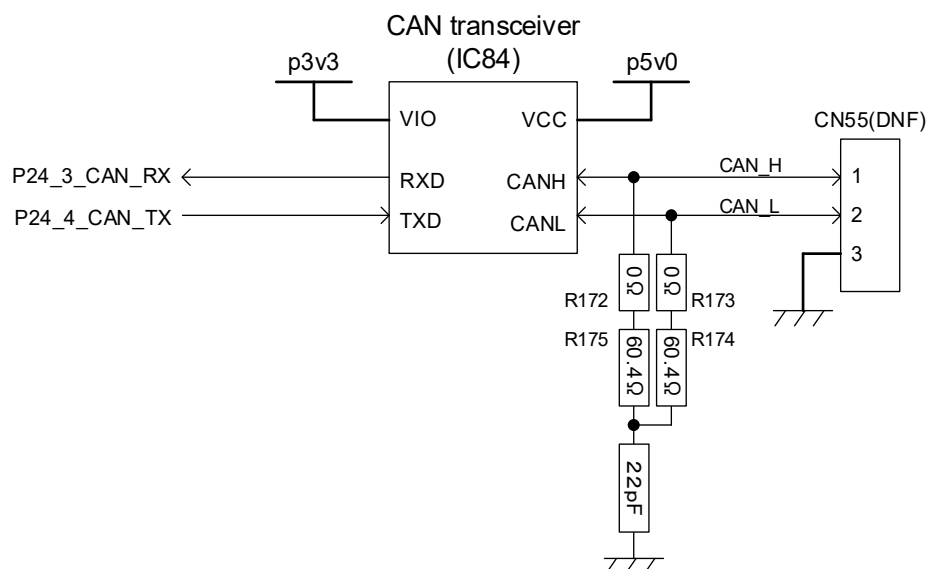 CAN transceiver
(IC84)
p3v3
p5v0
CN55(DNF)
VIO
VCC
P24_3_CAN_RX
RXD
CANH
CAN_H
1
P24_4_CAN_TX
TXD
CANL
CAN_L
2
3
0Ω
0Ω
R172
R173
R175
R174
60.4Ω
60.4Ω
22pF